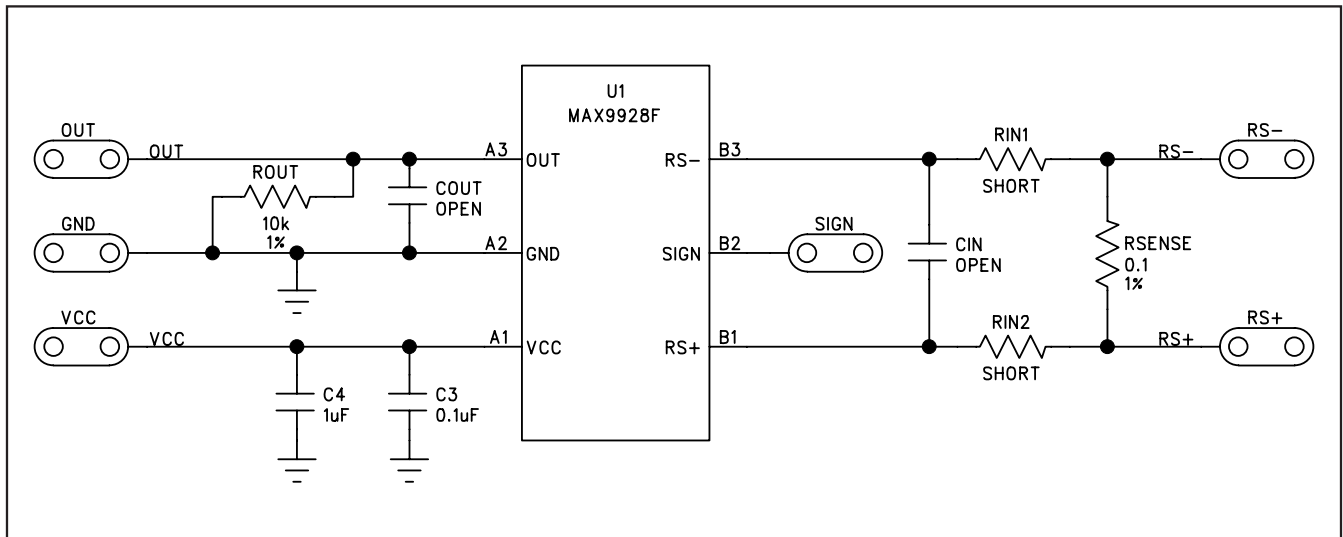 U1
MAX9928F
OUT
OUT
ROUT
10k
1%
COUT
OPEN
A3
OUT
GND
A2
GND
VCC
VCC
A1
VCC
C4
1uF
C3
0.1uF
RS-
B3
SIGN
B2
SIGN
RS+
B1
CIN
OPEN
RIN1
SHORT
RIN2
SHORT
RSENSE
0.1
1%
RS-
RS-
RS+
RS+